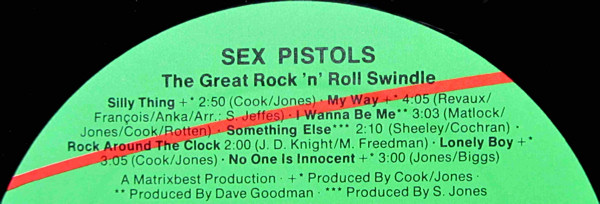 SEX PISTOLS
The Great Rock 'n' Roll Swindle
Silly Thing +* 2:50 (Cook/Jones) · My Way +* 4:05 (Revaux/
François/Anka/Arr.: S. Jeffes) · I Wanna Be Me** 3:03 (Matlock/
Jones/Cook/Rotten) · Something Else*** 2:10 (Sheeley/Cochran) ·
Rock Around The Clock 2:00 (J. D. Knight/M. Freedman) · Lonely Boy +*
3:05 (Cook/Jones) · No One Is Innocent +* 3:00 (Jones/Biggs)
A Matrixbest Production · +* Produced By Cook/Jones ·
** Produced By Dave Goodman · *** Produced By S. Jones